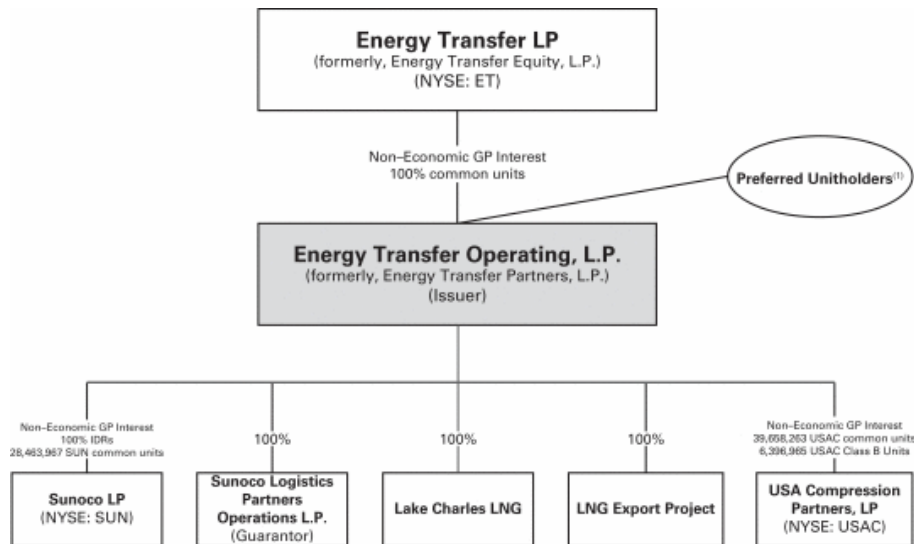 Energy Transfer LP
(formerly, Energy Transfer Equity, L.P.)
(NYSE: ET)
Non–Economic GP Interest
100% common units
Preferred Unitholders(1)
Energy Transfer Operating, L.P.
(formerly, Energy Transfer Partners, L.P.)
(Issuer)
Non–Economic GP Interest
100% IDRs
28,463,967 SUN common units
100%
100%
100%
Non–Economic GP Interest
39,658,263 USAC common units
6,396,965 USAC Class B Units
Sunoco LP
(NYSE: SUN)
Sunoco Logistics
Partners
Operations L.P.
(Guarantor)
Lake Charles LNG
LNG Export Project
USA Compression
Partners, LP
(NYSE: USAC)